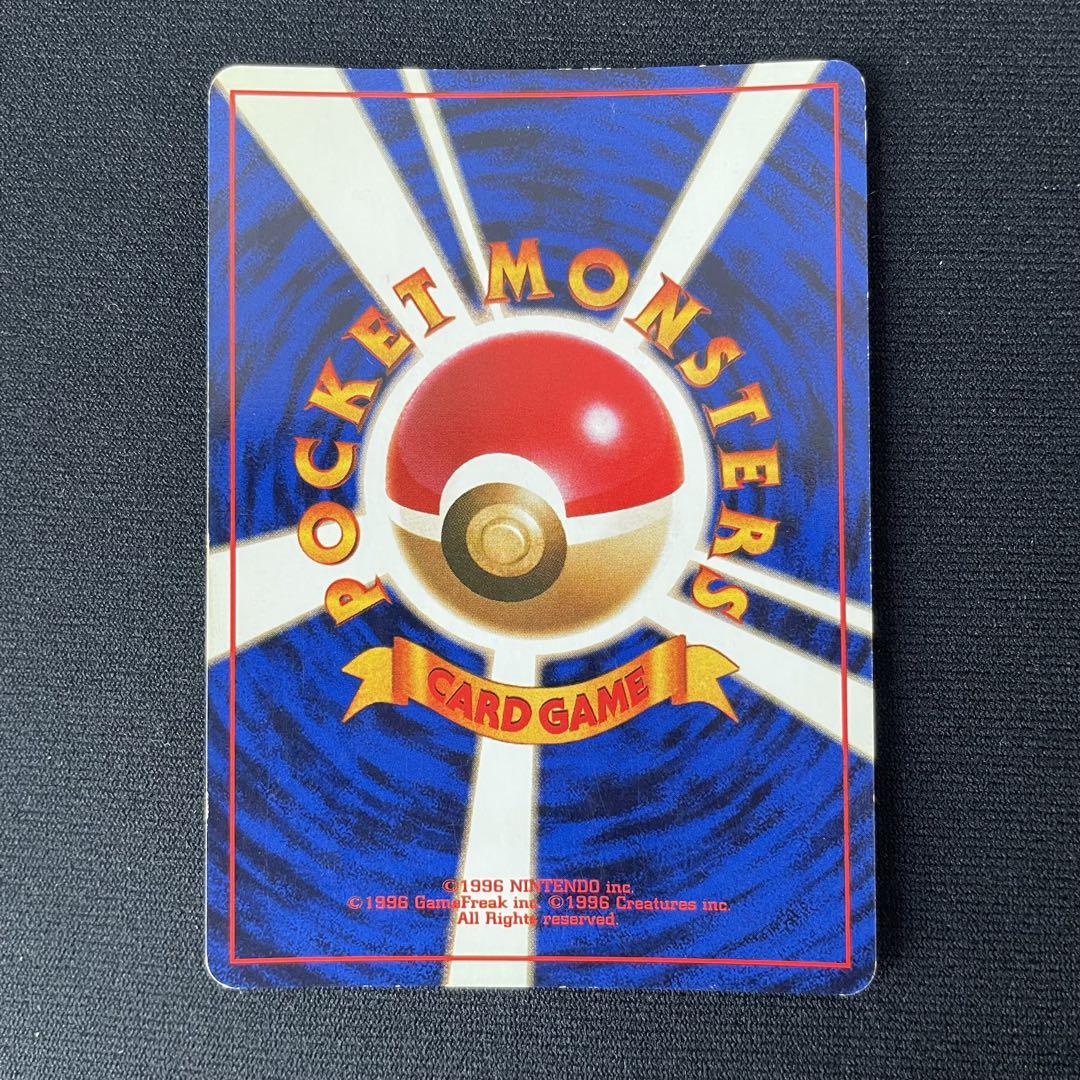 POCKET MONSTERS
CARD GAME
©1996 NINTENDO inc.
©1996 GameFreak inc. ©1996 Creatures inc.
All Rights reserved.